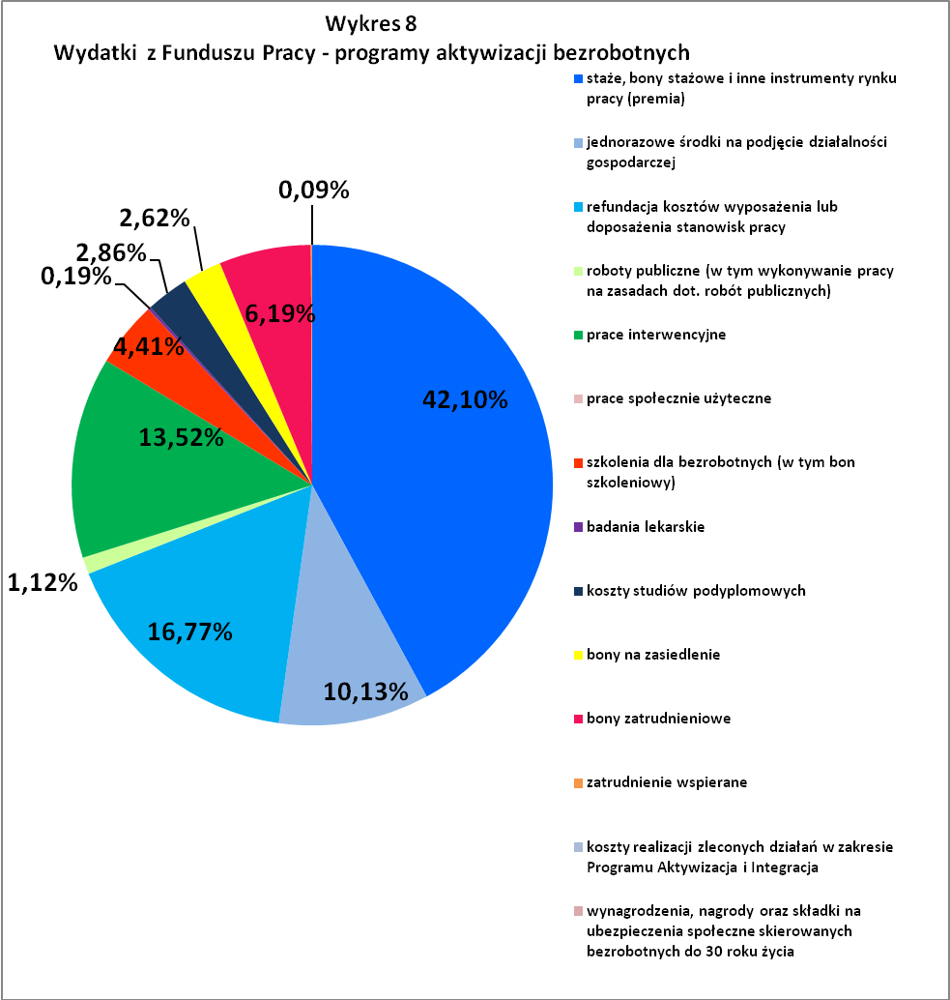 Wykres 8
Wydatki z Funduszu Pracy - programy aktywizacji bezrobotnych
staże, bony stażowe i inne instrumenty rynku
pracy (premia)
jednorazowe środki na podjęcie działalności
gospodarczej
refundacja kosztów wyposażenia lub
doposażenia stanowisk pracy
roboty publiczne (w tym wykonywanie pracy
na zasadach dot. robót publicznych)
prace interwencyjne
prace społecznie użyteczne
szkolenia dla bezrobotnych (w tym bon
szkoleniowy)
badania lekarskie
koszty studiów podyplomowych
bony na zasiedlenie
bony zatrudnieniowe
zatrudnienie wspierane
koszty realizacji zleconych działań w zakresie
Programu Aktywizacja i Integracja
wynagrodzenia, nagrody oraz składki na
ubezpieczenia społeczne skierowanych
bezrobotnych do 30 roku życia
0,09%
2,62%
2,86%
0,19%
6,19%
4,41%
42,10%
13,52%
1,12%
16,77%
10,13%